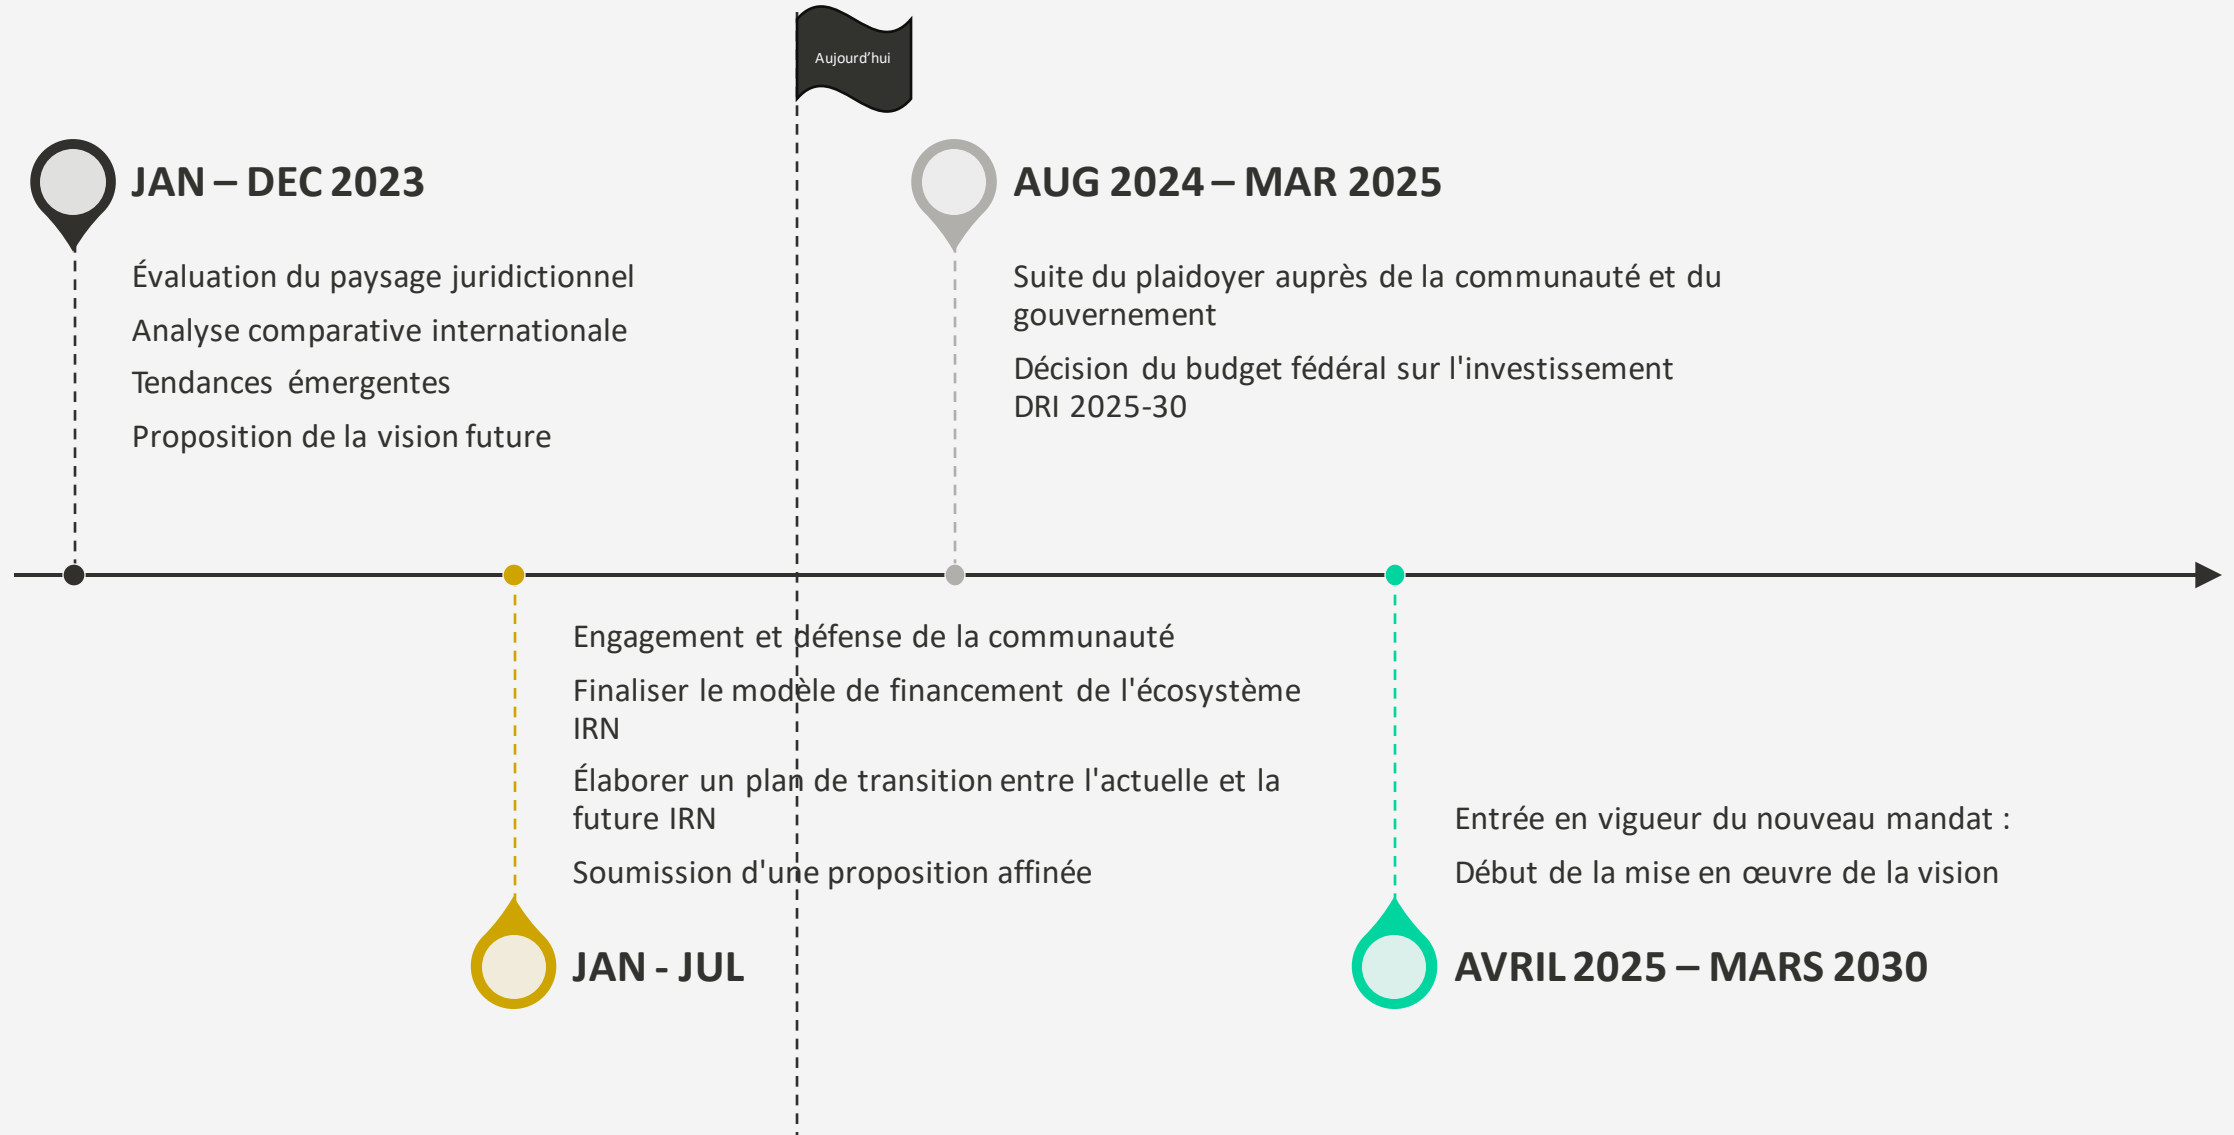 Aujourd'hui
JAN – DEC 2023
Évaluation du paysage juridictionnel
Analyse comparative internationale
Tendances émergentes
Proposition de la vision future
AUG 2024 – MAR 2025
Suite du plaidoyer auprès de la communauté et du
gouvernement
Décision du budget fédéral sur l'investissement
DRI 2025-30
Engagement et défense de la communauté
Finaliser le modèle de financement de l'écosystème
IRN
Élaborer un plan de transition entre l'actuelle et la
future IRN
Soumission d'une proposition affinée
JAN - JUL
Entrée en vigueur du nouveau mandat :
Début de la mise en œuvre de la vision
AVRIL 2025 – MARS 2030